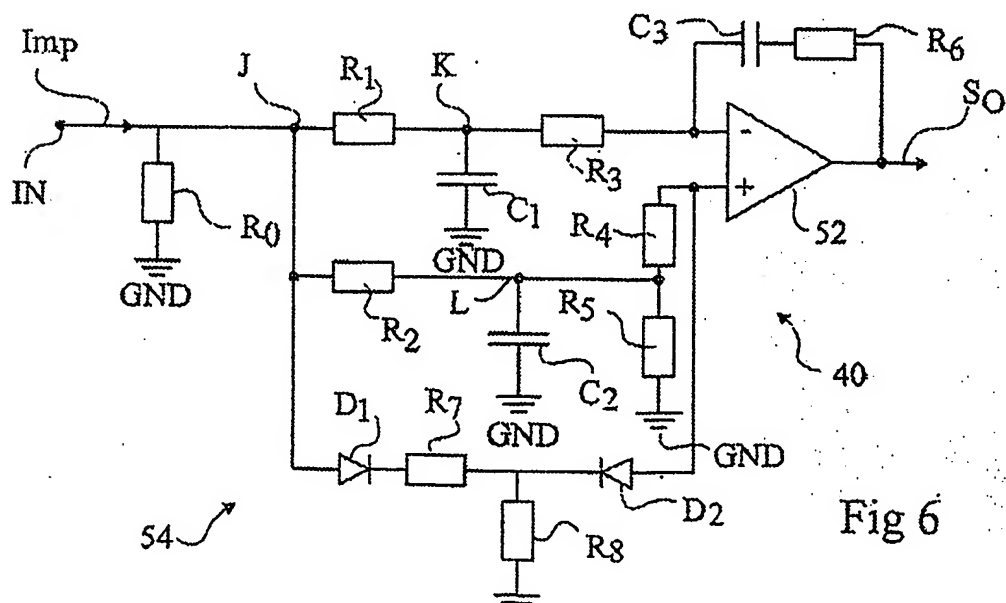 Imp
J
R1
K
C3
R6
SO
IN
R0
GND
C1
GND
R3
R4
52
R2
L
C2
GND
R5
GND
40
D1
R7
D2
R8
54
Fig 6